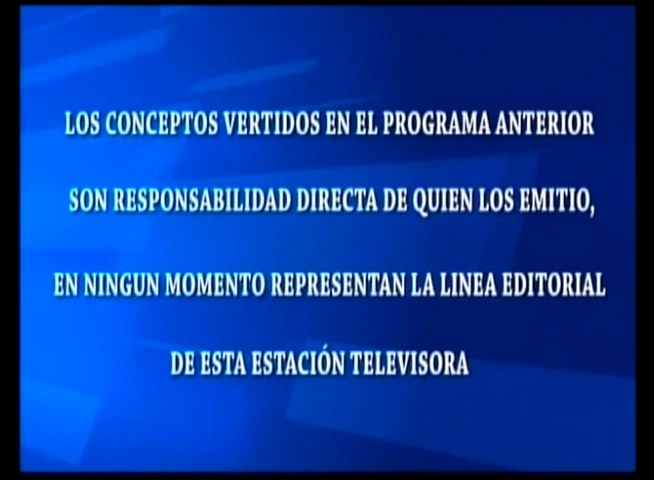 LOS CONCEPTOS VERTIDOS EN EL PROGRAMA ANTERIOR
SON RESPONSABILIDAD DIRECTA DE QUIEN LOS EMITIO,
EN NINGUN MOMENTO REPRESENTAN LA LINEA EDITORIAL
DE ESTA ESTACIÓN TELEVISORA